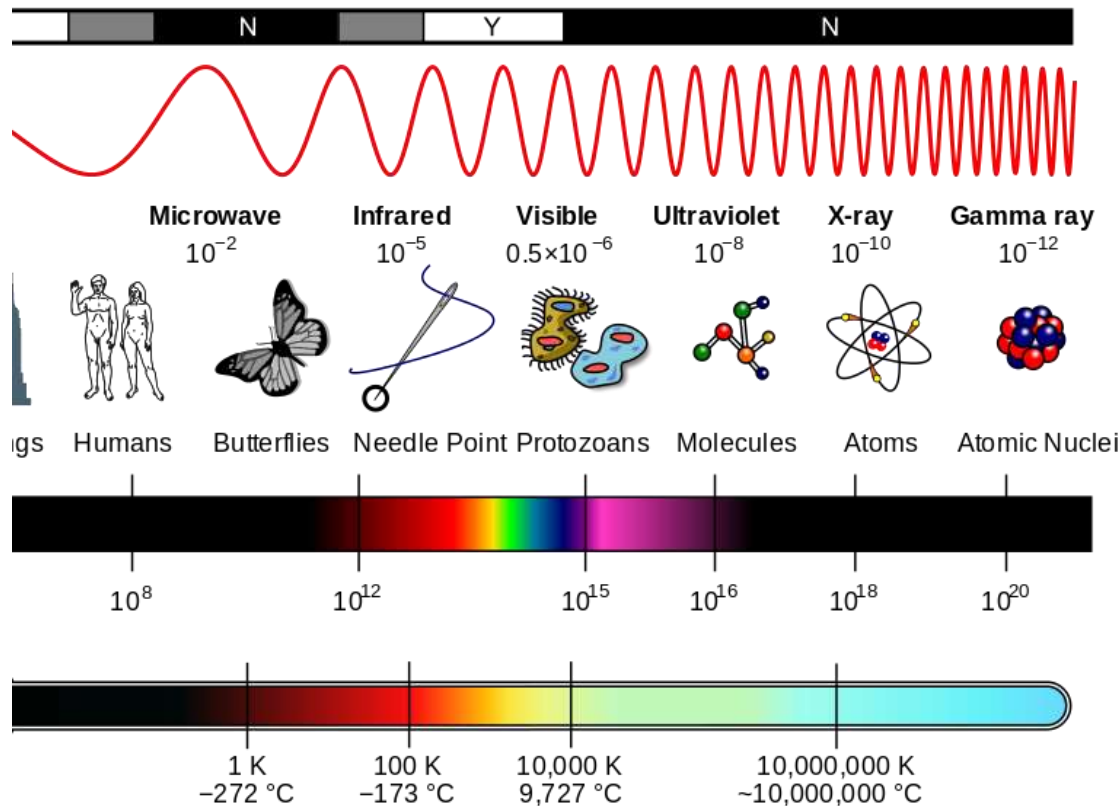 N Y N
Microwave Infrared Visible Ultraviolet X-ray Gamma ray
10⁻² 10⁻⁵ 0.5×10⁻⁶ 10⁻⁸ 10⁻¹⁰ 10⁻¹²
ngs Humans Butterflies Needle Point Protozoans Molecules Atoms Atomic Nuclei
10⁸ 10¹² 10¹⁵ 10¹⁶ 10¹⁸ 10²⁰
1 K 100 K 10,000 K 10,000,000 K
−272 °C −173 °C 9,727 °C ~10,000,000 °C